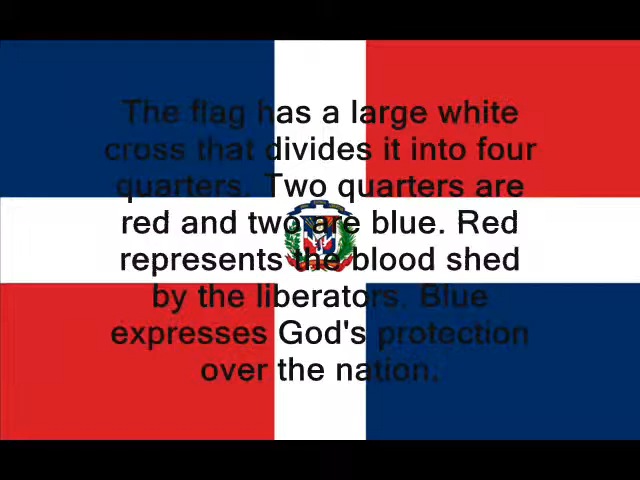 The flag has a large white
cross that divides it into four
quarters. Two quarters are
red and two are blue. Red
represents the blood shed
by the liberators. Blue
expresses God's protection
over the nation.